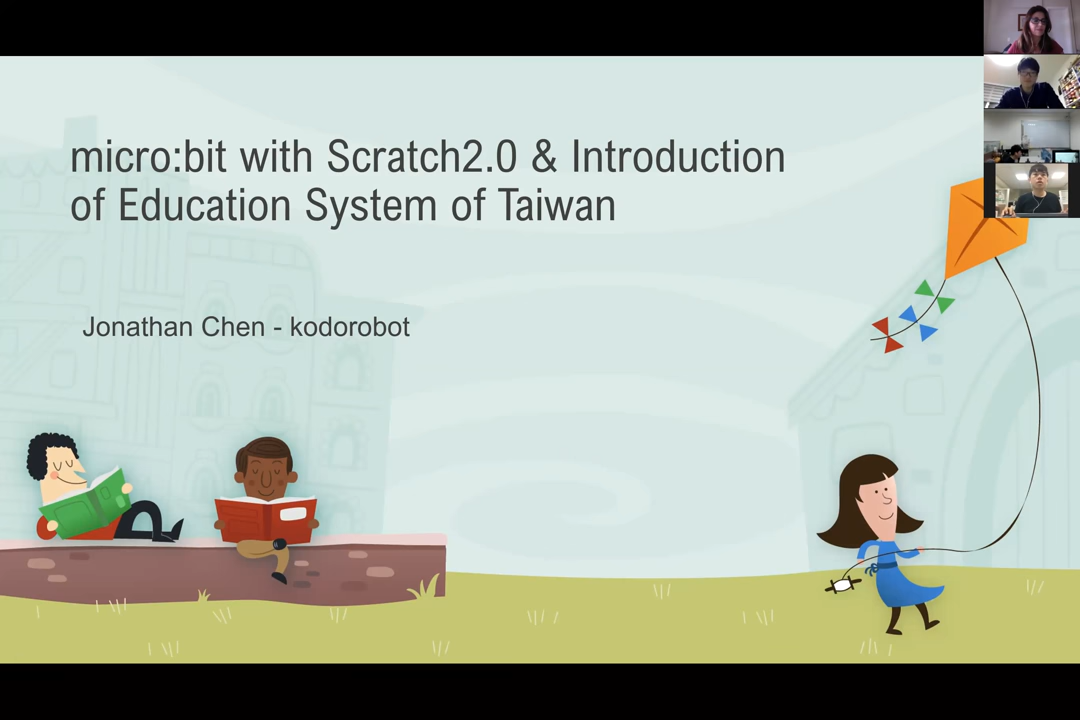 micro:bit with Scratch2.0 & Introduction
of Education System of Taiwan
Jonathan Chen - kodorobot